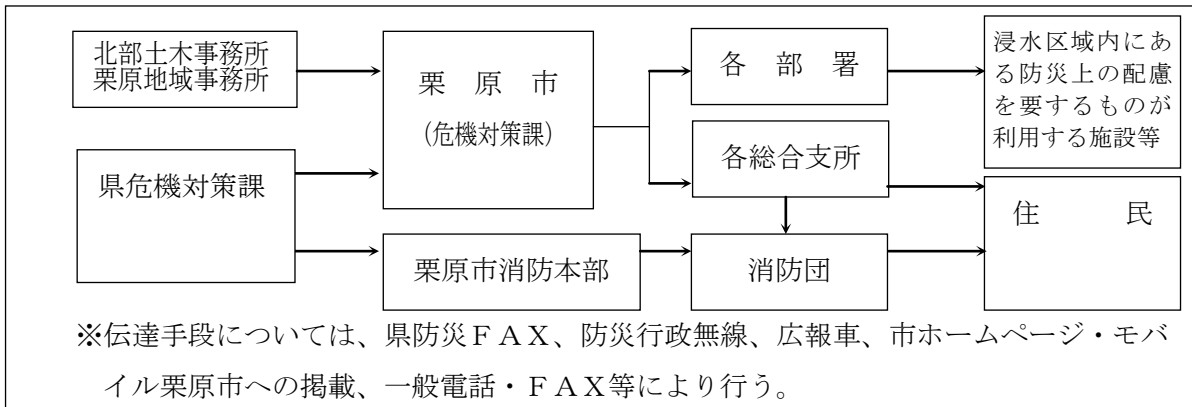 北部土木事務所
栗原地域事務所
県危機対策課
栗原市
(危機対策課)
栗原市消防本部
各部署
各総合支所
消防団
浸水区域内にあ
る防災上の配慮
を要するものが
利用する施設等
住民
※伝達手段については、県防災ＦＡＸ、防災行政無線、広報車、市ホームページ・モバ
イル栗原市への掲載、一般電話・ＦＡＸ等により行う。